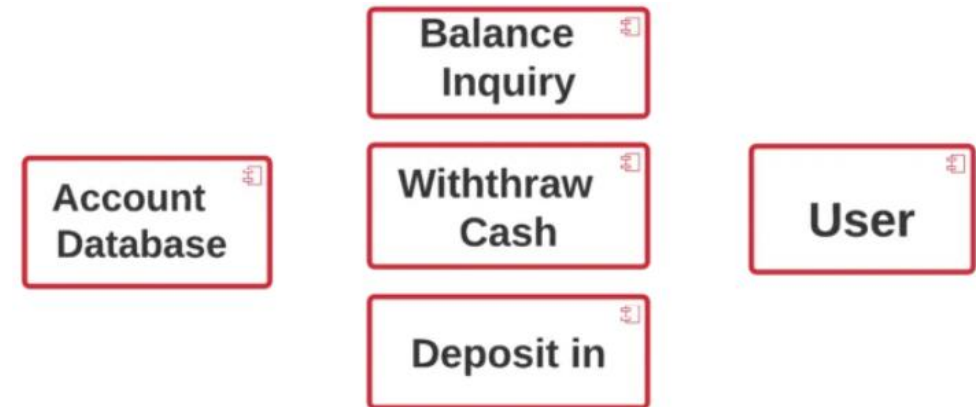 Balance
Inquiry
Account
Database
Withthraw
Cash
User
Deposit in